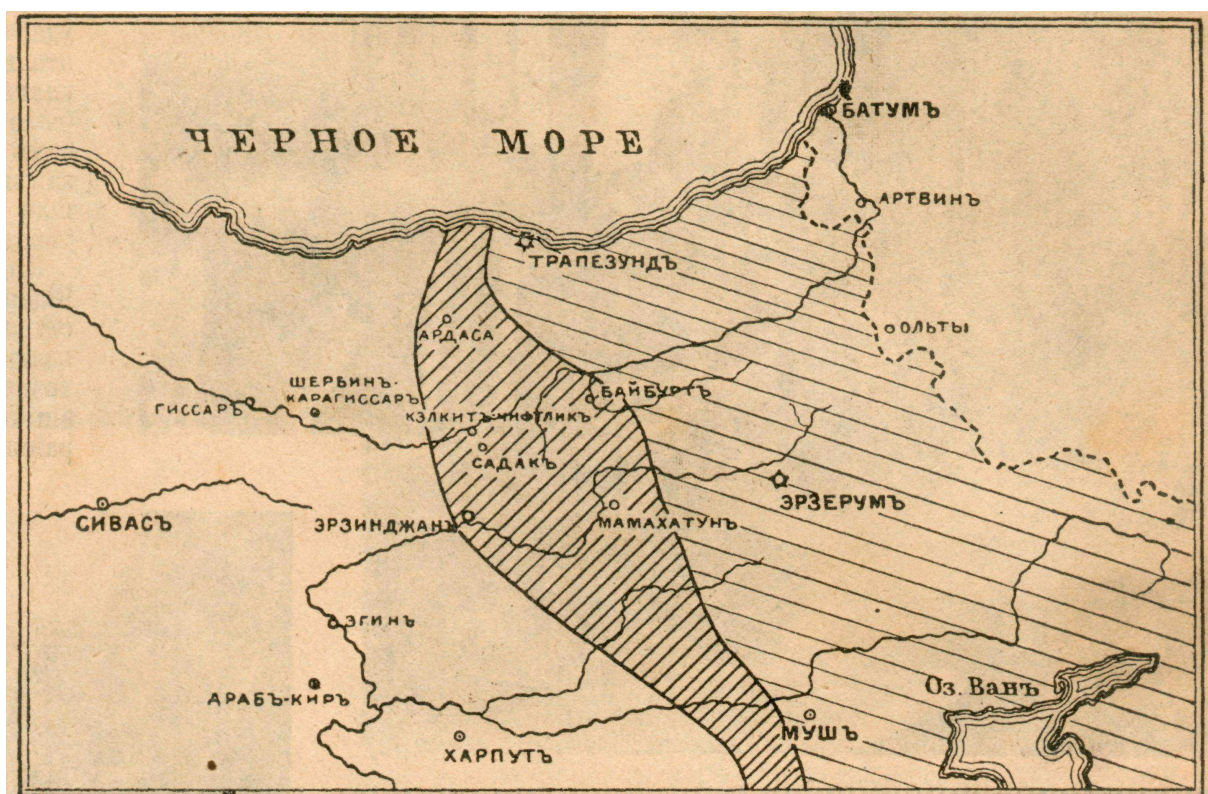 ЧЕРНОЕ МОРЕ
БАТУМЪ
АРТВИНЪ
ТРАПЕЗУНДЪ
АРДАСА
ОЛЬТЫ
ШЕРБИНЪ-
КАРАГИССАРЪ
ГИССАРЪ
БАЙБУРТЪ
КЭЛКИТЪ-ЧИФТЛИКЪ
САДАКЪ
СИВАСЪ
ЭРЗИНДЖАНЪ
МАМАХАТУНЪ
ЭРЗЕРУМЪ
ЭГИНЪ
АРАБЪ-КИРЪ
Оз. Ванъ
МУШЪ
ХАРПУТЪ